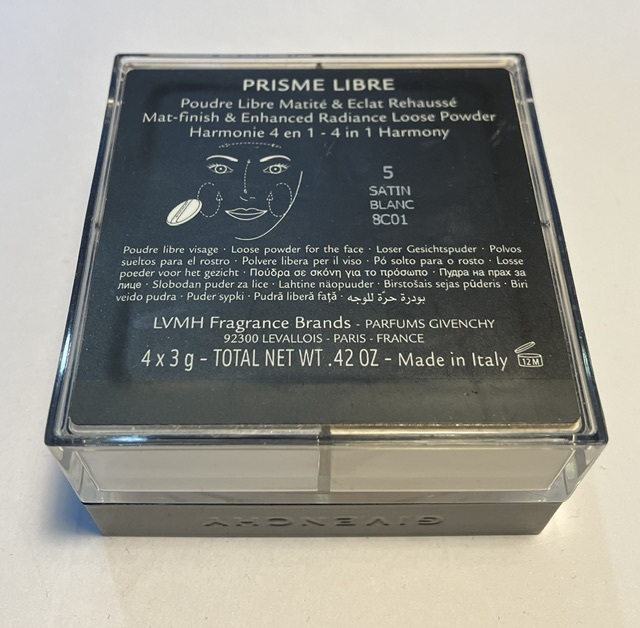 PRISME LIBRE
Poudre Libre Matité & Eclat Rehaussé
Mat-finish & Enhanced Radiance Loose Powder
Harmonie 4 en 1 - 4 in 1 Harmony
5
SATIN
BLANC
8C01
Poudre libre visage · Loose powder for the face · Loser Gesichtspuder · Polvos
sueltos para el rostro · Polvere libera per il viso · Pó solto para o rosto · Losse
poeder voor het gezicht · Πούδρα σε σκόνη για το πρόσωπο · Пудра на прах за
лице · Slobodan puder za lice · Lahtine näopuuder · Birstošais sejas pūderis · Biri
veido pudra · Puder sypki · Pudră liberă față · بودرة حرّة للوجه
LVMH Fragrance Brands - PARFUMS GIVENCHY
92300 LEVALLOIS - PARIS - FRANCE
4 x 3 g - TOTAL NET WT .42 OZ - Made in Italy 12 M
GIVENCHY